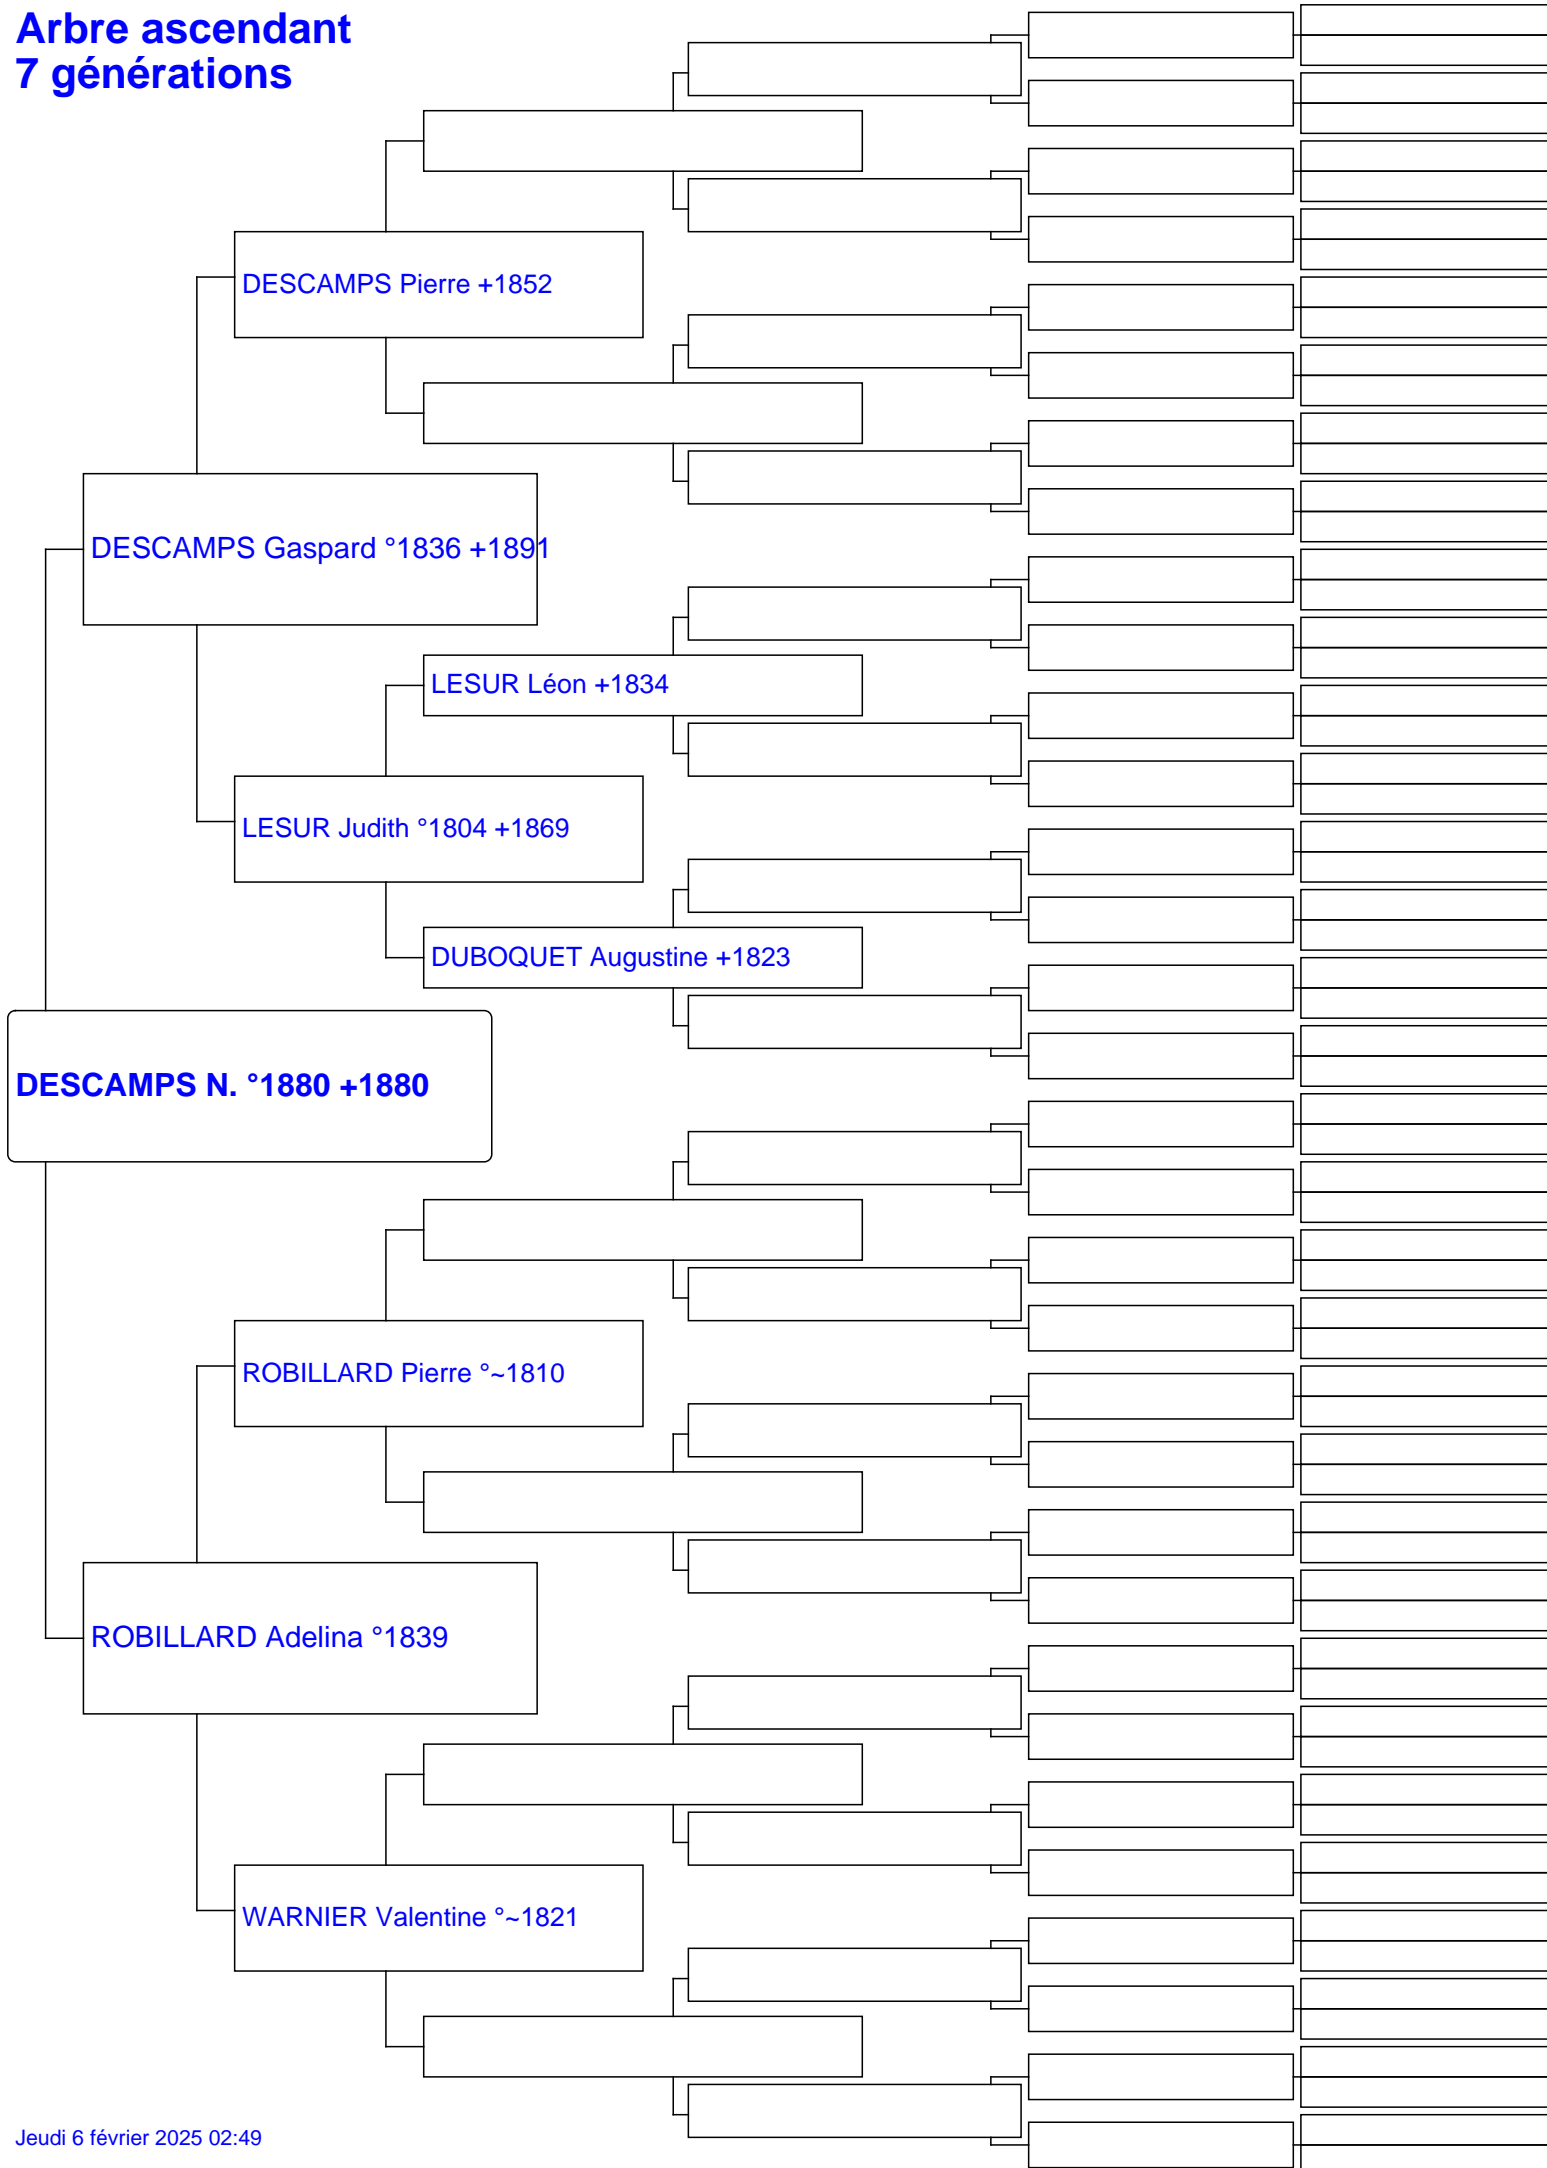 Arbre ascendant
7 générations
DESCAMPS Pierre +1852
DESCAMPS Gaspard °1836 +1891
LESUR Léon +1834
LESUR Judith °1804 +1869
DUBOQUET Augustine +1823
DESCAMPS N. °1880 +1880
ROBILLARD Pierre °~1810
ROBILLARD Adelina °1839
WARNIER Valentine °~1821
Jeudi 6 février 2025 02:49